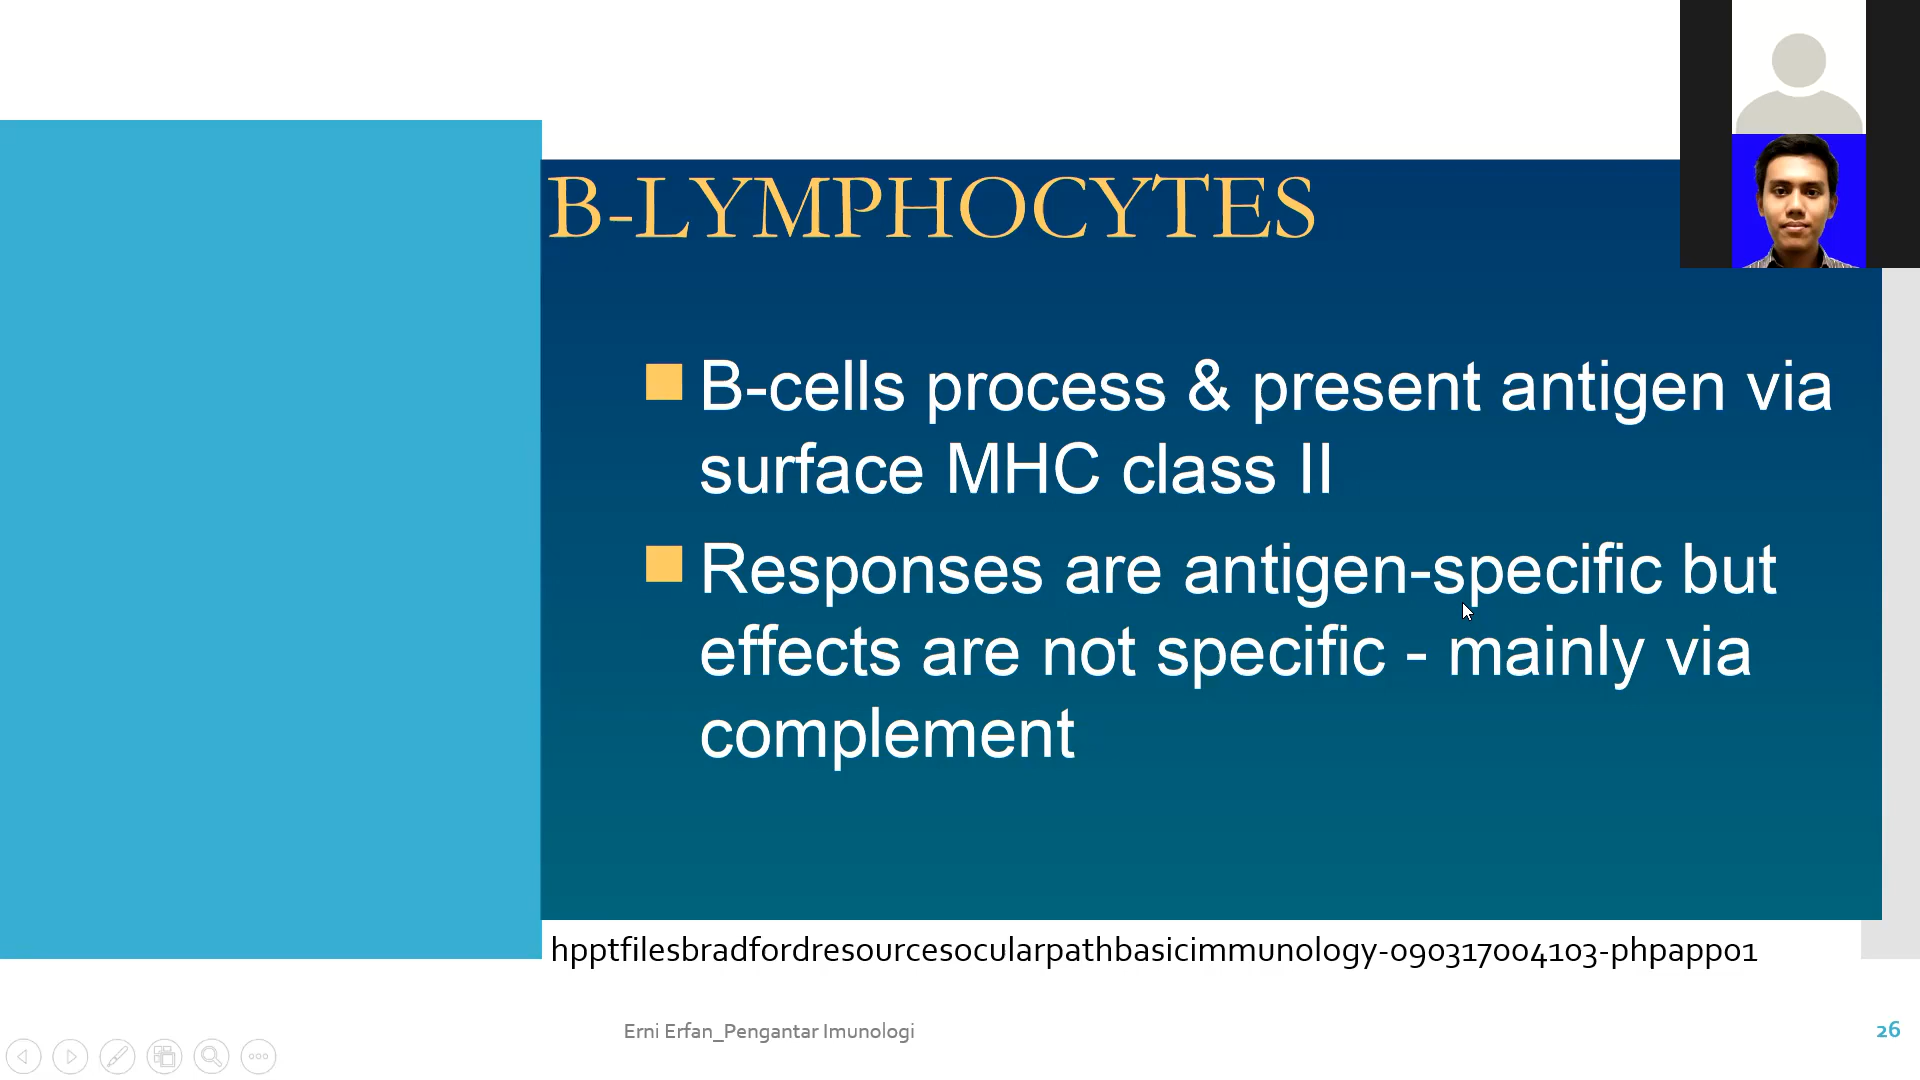 B-LYMPHOCYTES
B-cells process & present antigen via
surface MHC class II
Responses are antigen-specific but
effects are not specific - mainly via
complement
hpptfilesbradfordresourcesocularpathbasicimmunology-090317004103-phpapp01
Erni Erfan_Pengantar Imunologi
26